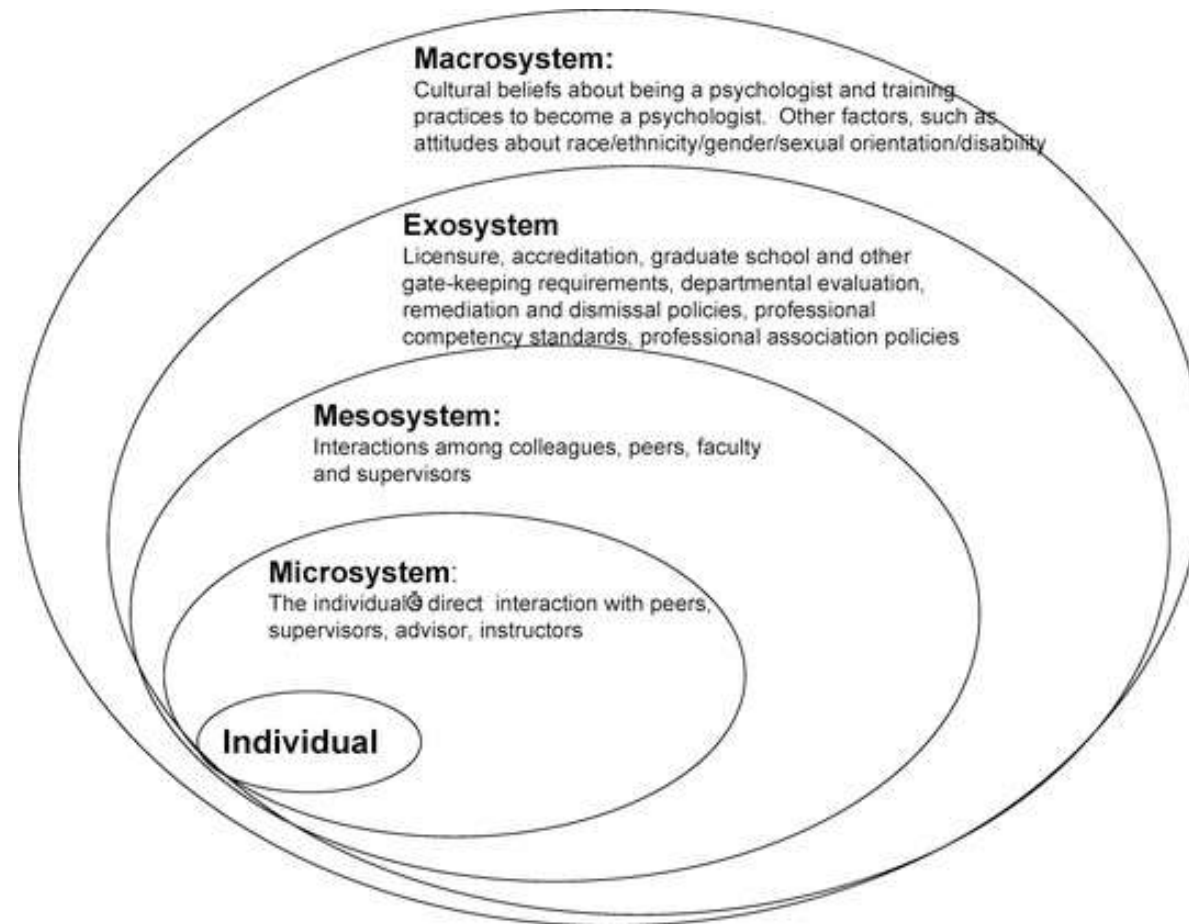 Macrosystem:
Cultural beliefs about being a psychologist and training
practices to become a psychologist.  Other factors, such as
attitudes about race/ethnicity/gender/sexual orientation/disability
Exosystem
Licensure, accreditation, graduate school and other
gate-keeping requirements, departmental evaluation,
remediation and dismissal policies, professional
competency standards, professional association policies
Mesosystem:
Interactions among colleagues, peers, faculty
and supervisors
Microsystem:
The direct  interaction with peers,
supervisors, advisor, instructors
Individual